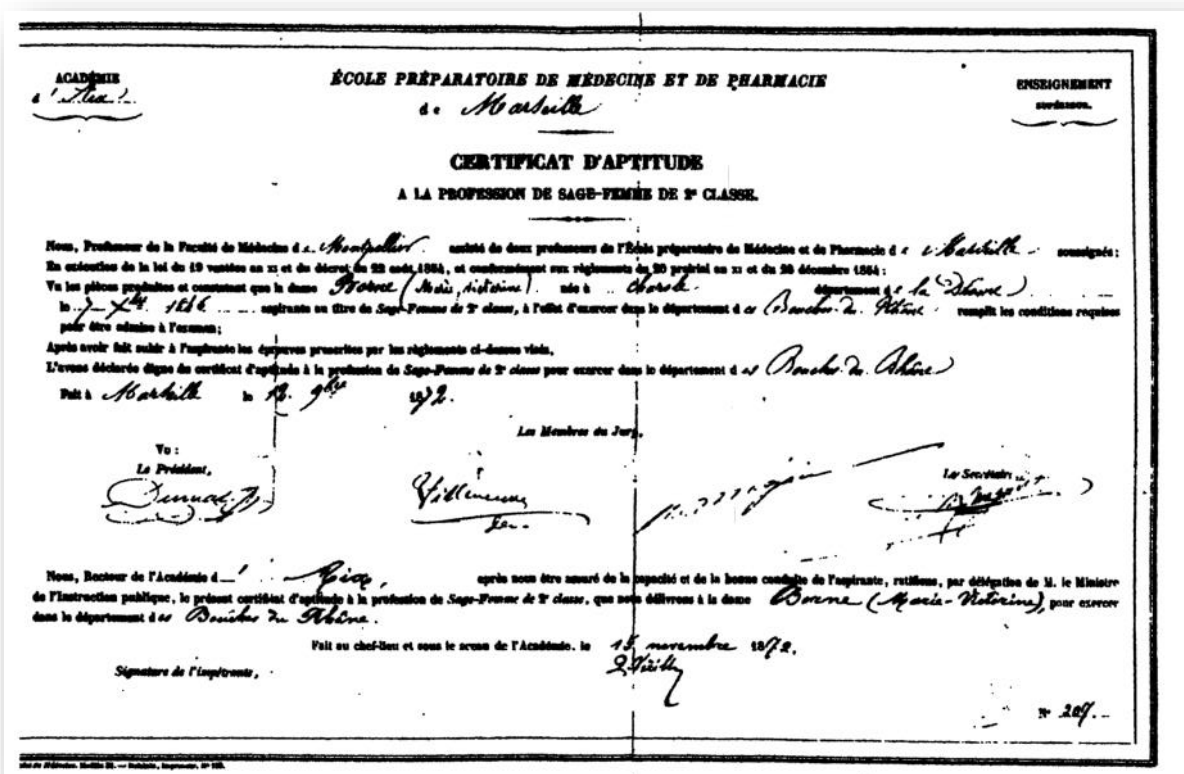 ACADÉMIE
d'Aix
ÉCOLE PRÉPARATOIRE DE MÉDECINE ET DE PHARMACIE
de Marseille
ENSEIGNEMENT
supérieur.
CERTIFICAT D'APTITUDE
A LA PROFESSION DE SAGE-FEMME DE 2e CLASSE.
Nous, Professeur de la Faculté de Médecine de Montpellier assisté de deux professeurs de l'École préparatoire de Médecine et de Pharmacie de Marseille soussignés:
En exécution de la loi du 19 ventôse an XI et du décret du 22 août 1854, et conformément aux règlements du 20 prairial an XI et du 26 décembre 1854;
Vu les pièces produites et constatant que la dame Borne (Marie, Victorine) née à département de la Drôme
le 7 Xbre 1846 aspirante au titre de Sage-Femme de 2e classe, à l'effet d'exercer dans le département des Bouches du Rhône remplit les conditions requises
pour être admise à l'examen;
Après avoir fait subir à l'aspirante les épreuves prescrites par les règlements ci-dessus visés,
L'avons déclarée digne du certificat d'aptitude à la profession de Sage-Femme de 2e classe pour exercer dans le département des Bouches du Rhône
Fait à Marseille le 12 9bre 1872.
Les Membres du Jury,
Vu :
Le Président,
Le Secrétaire
Nous, Recteur de l'Académie d' Aix, après nous être assuré de la capacité et de la bonne conduite de l'aspirante, ratifions, par délégation de M. le Ministre
de l'Instruction publique, le présent certificat d'aptitude à la profession de Sage-Femme de 2e classe, que nous délivrons à la dame Borne (Marie-Victorine), pour exercer
dans le département des Bouches du Rhône.
Fait au chef-lieu et sous le sceau de l'Académie, le 15 novembre 1872.
Signature de l'impétrante,
N° 207